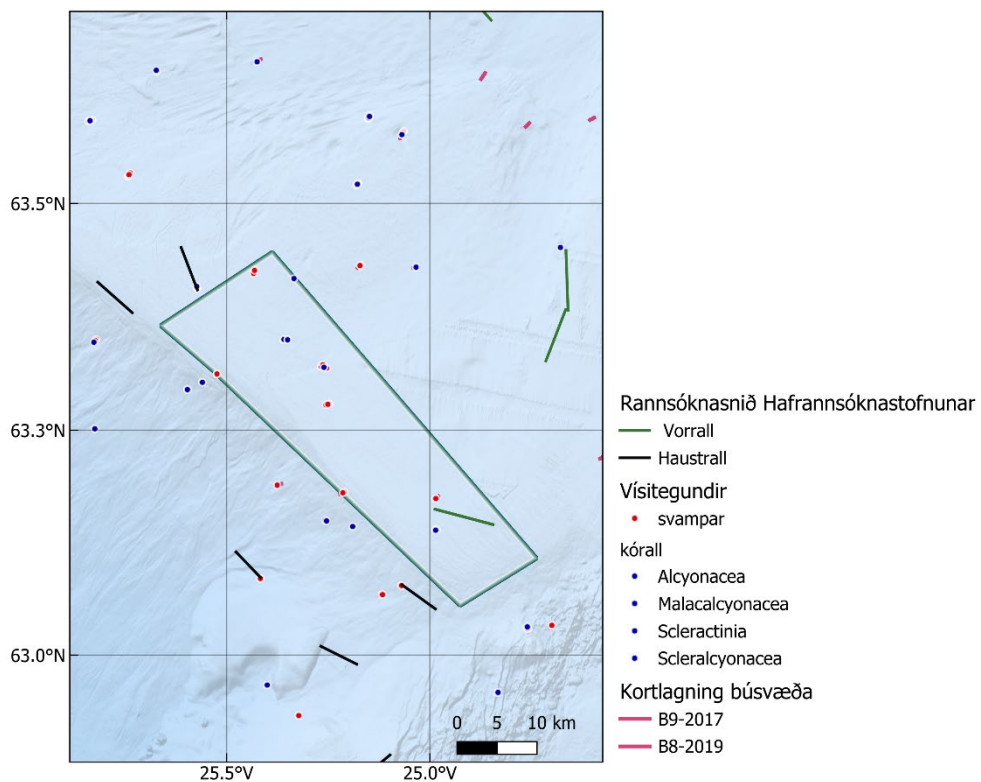 63.5°N
63.3°N
63.0°N
25.5°W
25.0°W
0 5 10 km
Rannsóknasnið Hafrannsóknastofnunar
Vorrall
Haustrall
Vísitegundir
svampar
kórall
Alcyonacea
Malacalcyonacea
Scleractinia
Scleralcyonacea
Kortlagning búsvæða
B9-2017
B8-2019